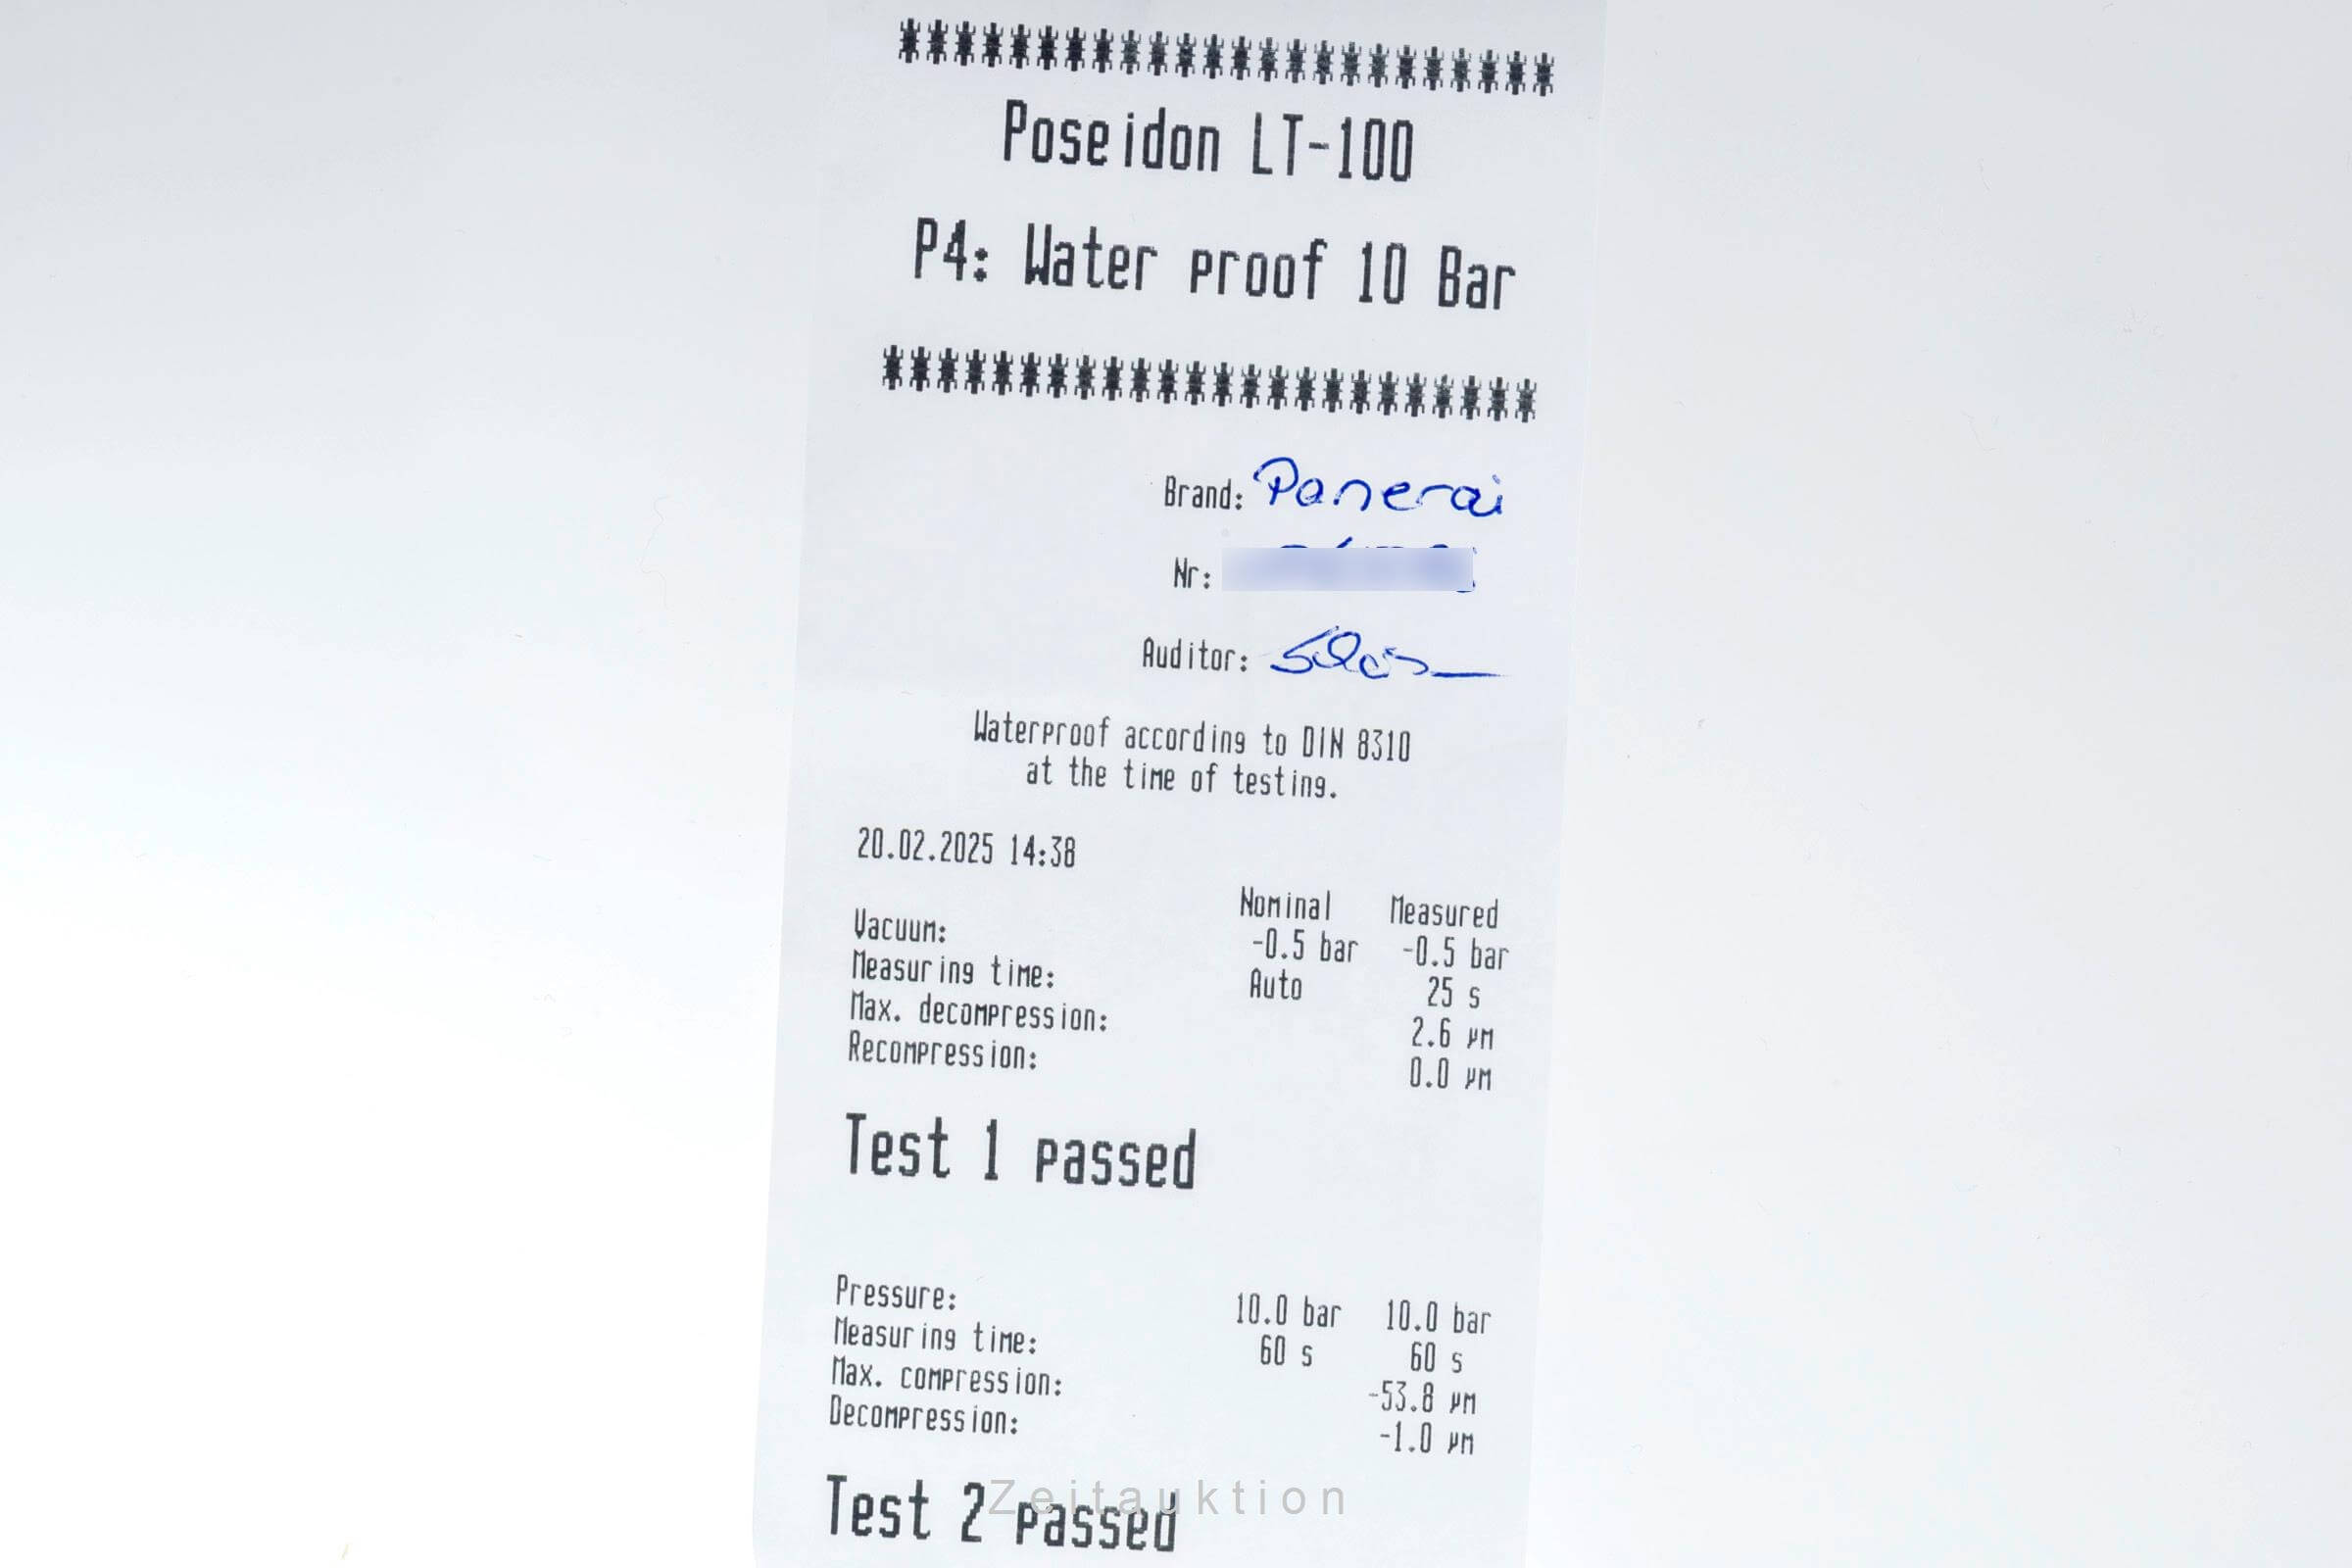 ************************
Poseidon LT-100
P4: Water proof 10 Bar
************************
Brand: Panerai
Nr:
Auditor:
Waterproof according to DIN 8310
at the time of testing.
20.02.2025 14:38
Nominal Measured
Vacuum: -0.5 bar -0.5 bar
Measuring time: Auto 25 s
Max. decompression: 2.6 µm
Recompression: 0.0 µm
Test 1 passed
Pressure: 10.0 bar 10.0 bar
Measuring time: 60 s 60 s
Max. compression: -53.8 µm
Decompression: -1.0 µm
Test 2 passed
Zeitauktion